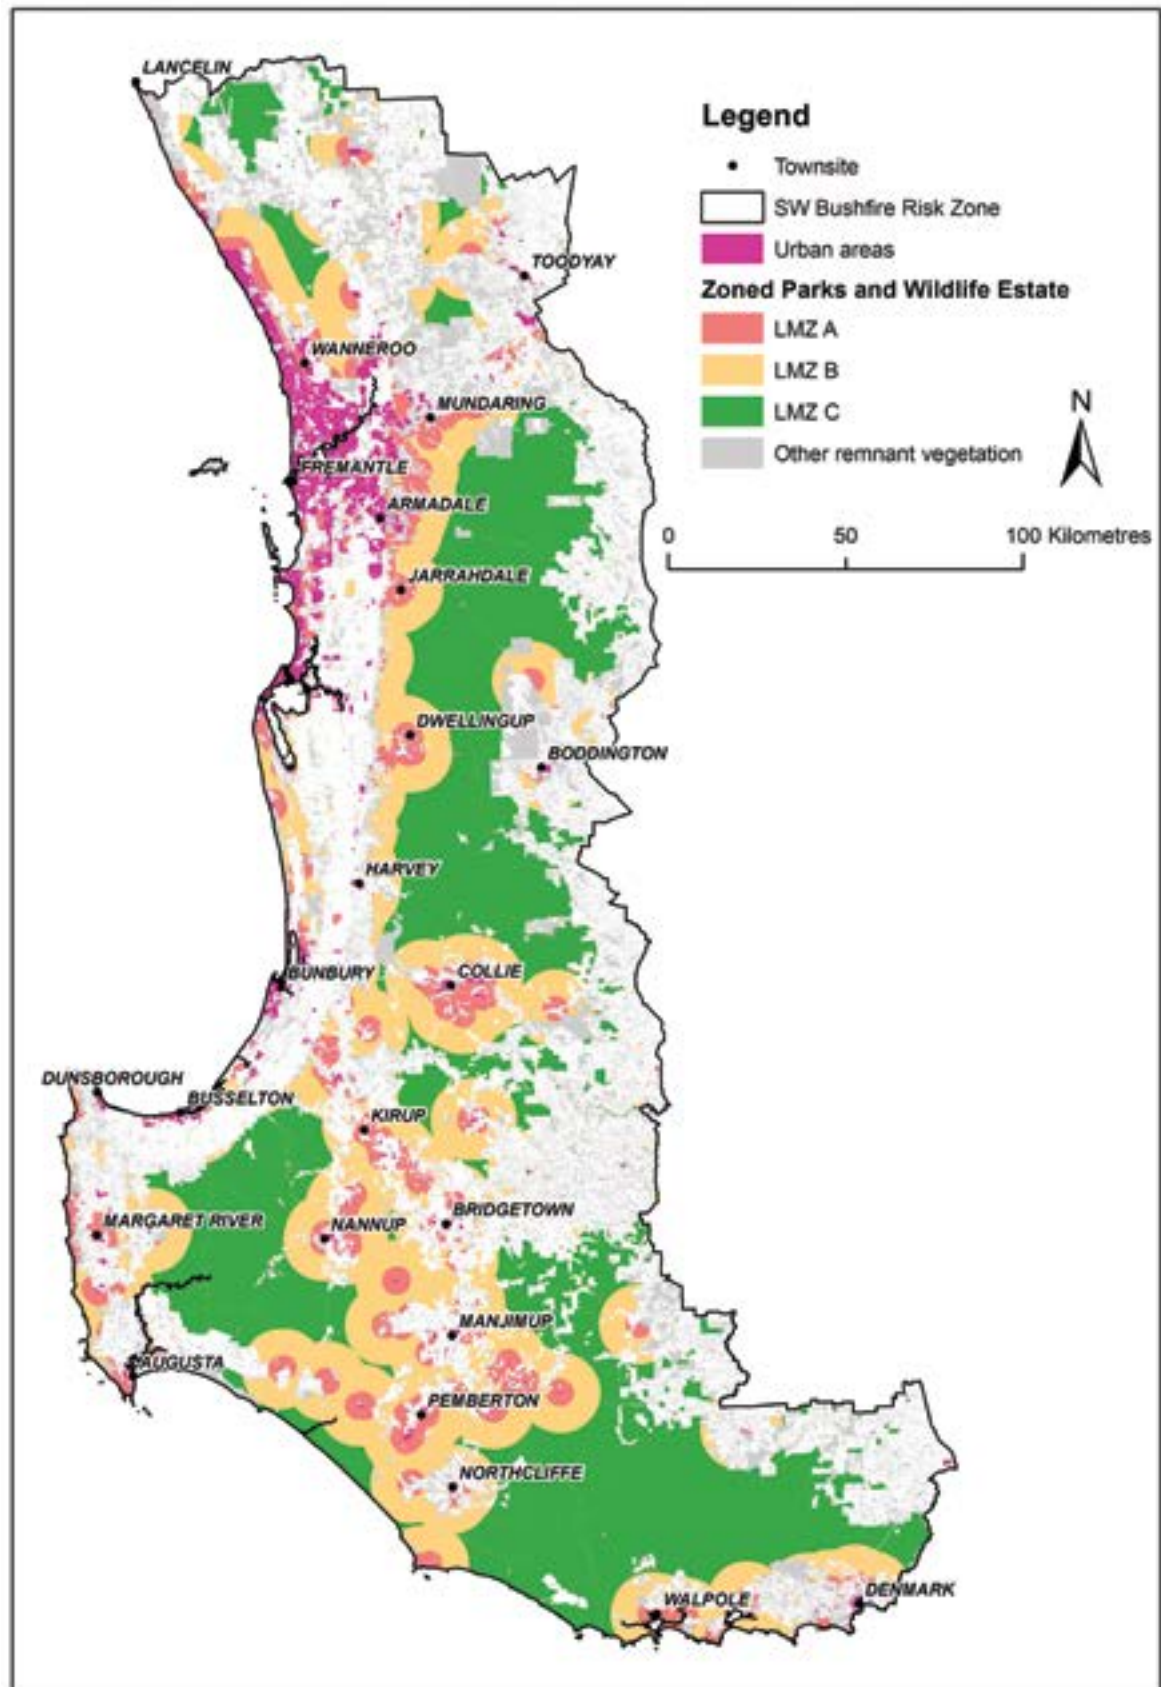 LANCELIN
Legend
Townsite
SW Bushfire Risk Zone
Urban areas
Zoned Parks and Wildlife Estate
LMZ A
LMZ B
LMZ C
Other remnant vegetation
N
0 50 100 Kilometres
TOODYAY
WANNEROO
MUNDARING
FREMANTLE
ARMADALE
JARRAHDALE
DWELLINGUP
BODDINGTON
HARVEY
BUNBURY
COLLIE
DUNSBOROUGH
BUSSELTON
KIRUP
MARGARET RIVER
NANNUP
BRIDGETOWN
MANJIMUP
AUGUSTA
PEMBERTON
NORTHCLIFFE
WALPOLE
DENMARK